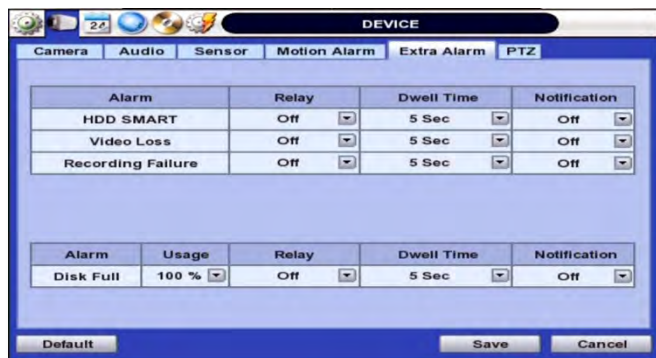 24 DEVICE
Camera Audio Sensor Motion Alarm Extra Alarm PTZ
Alarm Relay Dwell Time Notification
HDD SMART Off 5 Sec Off
Video Loss Off 5 Sec Off
Recording Failure Off 5 Sec Off
Alarm Usage Relay Dwell Time Notification
Disk Full 100 % Off 5 Sec Off
Default Save Cancel